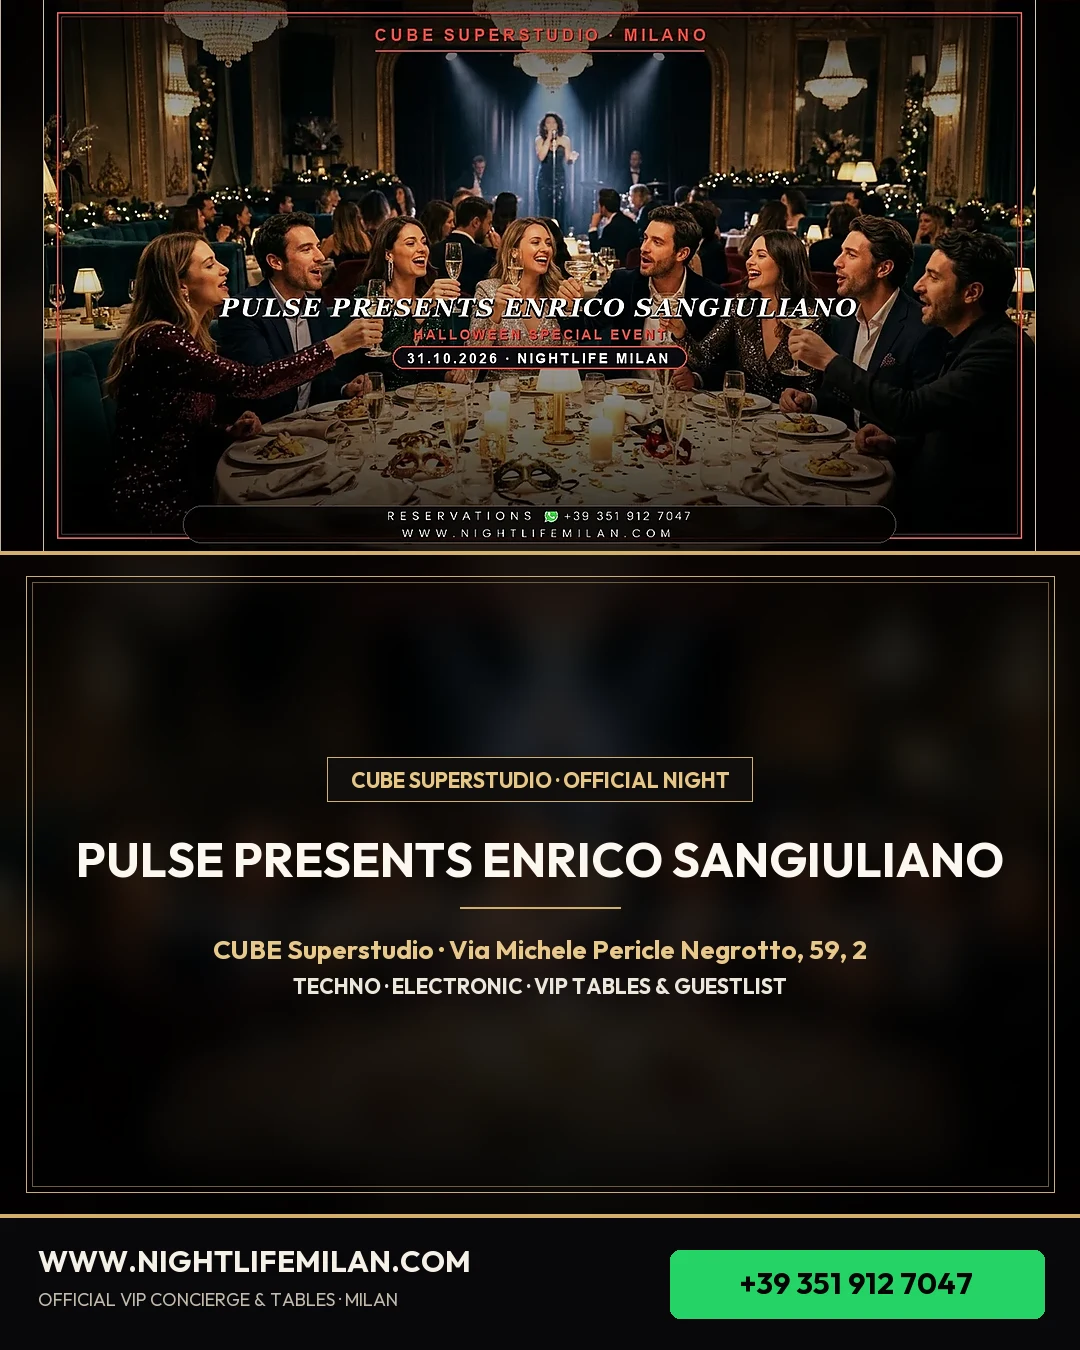 CUBE SUPERSTUDIO · MILANO
PULSE PRESENTS ENRICO SANGIULIANO
HALLOWEEN SPECIAL EVENT
31.10.2026 · NIGHTLIFE MILAN
RESERVATIONS +39 351 912 7047
WWW.NIGHTLIFEMILAN.COM
CUBE SUPERSTUDIO · OFFICIAL NIGHT
PULSE PRESENTS ENRICO SANGIULIANO
CUBE Superstudio · Via Michele Pericle Negrotto, 59, 2
TECHNO · ELECTRONIC · VIP TABLES & GUESTLIST
WWW.NIGHTLIFEMILAN.COM
OFFICIAL VIP CONCIERGE & TABLES · MILAN
+39 351 912 7047